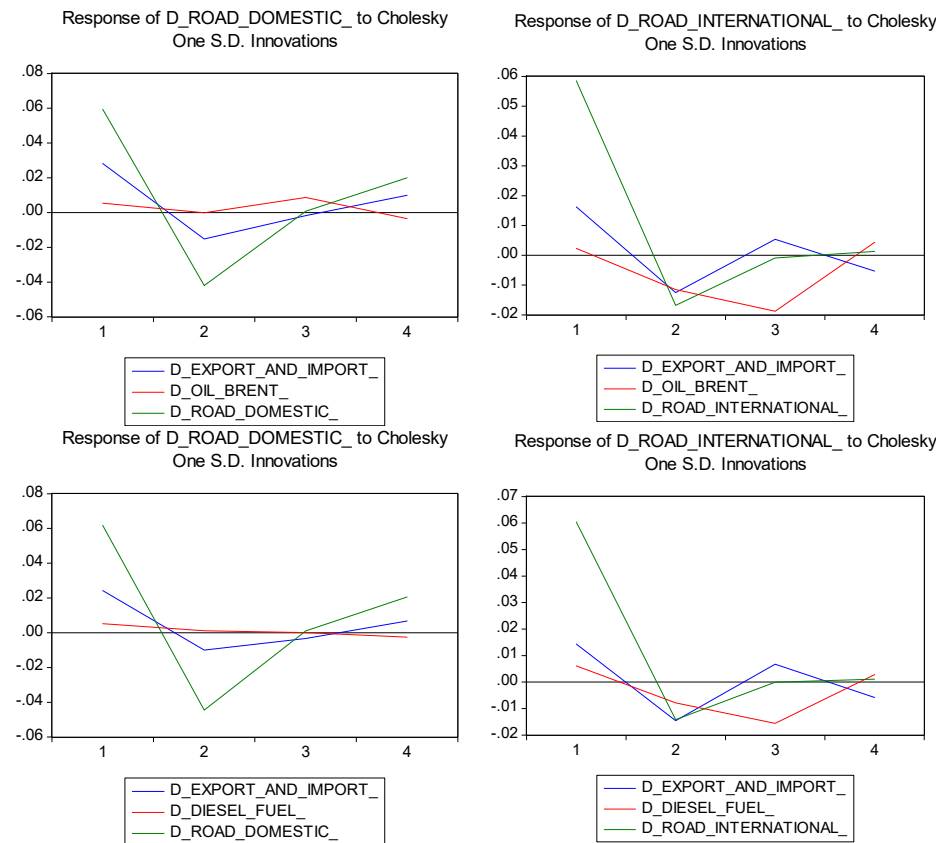 Response of D_ROAD_DOMESTIC_ to Cholesky
One S.D. Innovations
.08
.06
.04
.02
.00
-.02
-.04
-.06
1 2 3 4
D_EXPORT_AND_IMPORT_
D_OIL_BRENT_
D_ROAD_DOMESTIC_
Response of D_ROAD_INTERNATIONAL_ to Cholesky
One S.D. Innovations
.06
.05
.04
.03
.02
.01
.00
-.01
-.02
1 2 3 4
D_EXPORT_AND_IMPORT_
D_OIL_BRENT_
D_ROAD_INTERNATIONAL_
Response of D_ROAD_DOMESTIC_ to Cholesky
One S.D. Innovations
.08
.06
.04
.02
.00
-.02
-.04
-.06
1 2 3 4
D_EXPORT_AND_IMPORT_
D_DIESEL_FUEL_
D_ROAD_DOMESTIC_
Response of D_ROAD_INTERNATIONAL_ to Cholesky
One S.D. Innovations
.07
.06
.05
.04
.03
.02
.01
.00
-.01
-.02
1 2 3 4
D_EXPORT_AND_IMPORT_
D_DIESEL_FUEL_
D_ROAD_INTERNATIONAL_